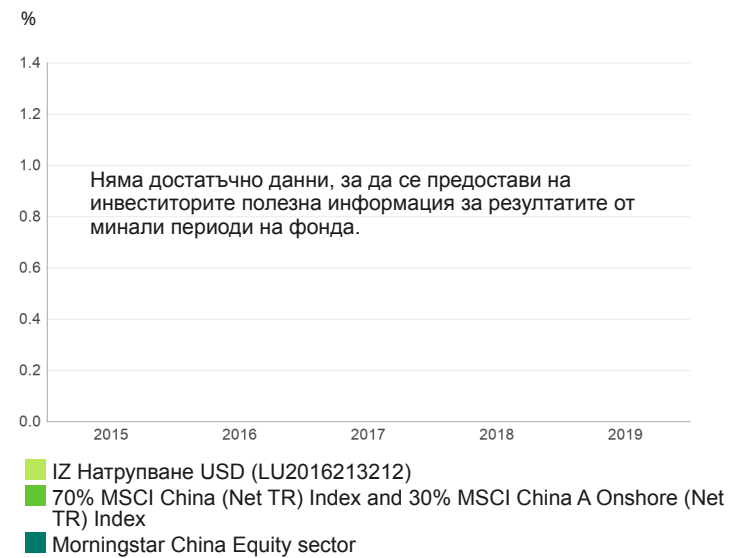 %
1.4
1.2
1.0
Няма достатъчно данни, за да се предостави на
инвеститорите полезна информация за резултатите от
минали периоди на фонда.
0.8
0.6
0.4
0.2
0.0
2015 2016 2017 2018 2019
IZ Натрупване USD (LU2016213212)
70% MSCI China (Net TR) Index and 30% MSCI China A Onshore (Net
TR) Index
Morningstar China Equity sector